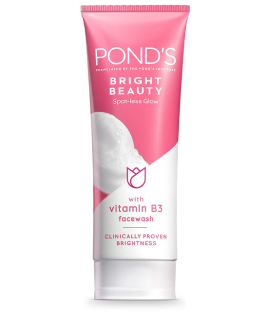 POND'S
BRIGHT
BEAUTY
Spot-less Glow
with
vitamin B3
facewash
CLINICALLY PROVEN
BRIGHTNESS